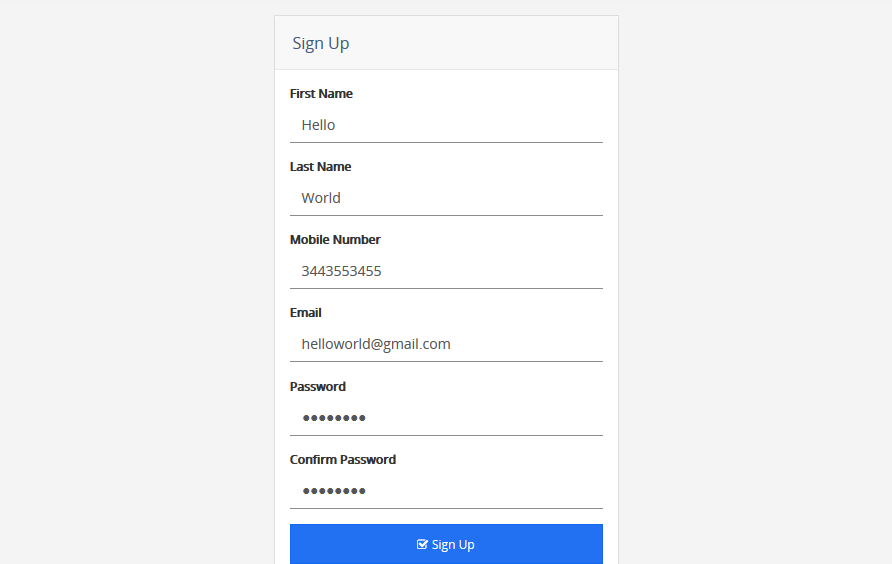 Sign Up
First Name
Hello
Last Name
World
Mobile Number
3443553455
Email
helloworld@gmail.com
Password
••••••••
Confirm Password
••••••••
Sign Up